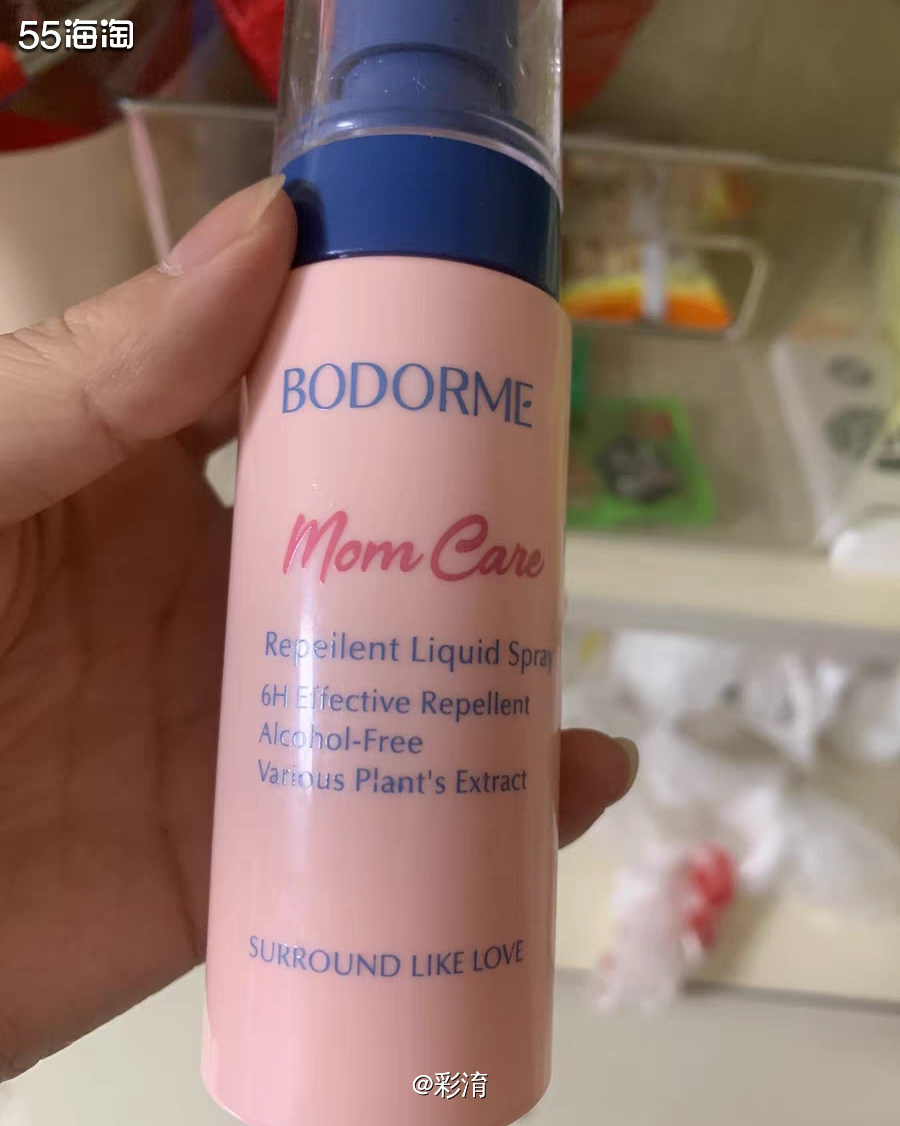 55海淘
BODORME
Mom Care
Repeilent Liquid Spray
6H Effective Repellent
Alcohol-Free
Various Plant's Extract
SURROUND LIKE LOVE
@彩淯